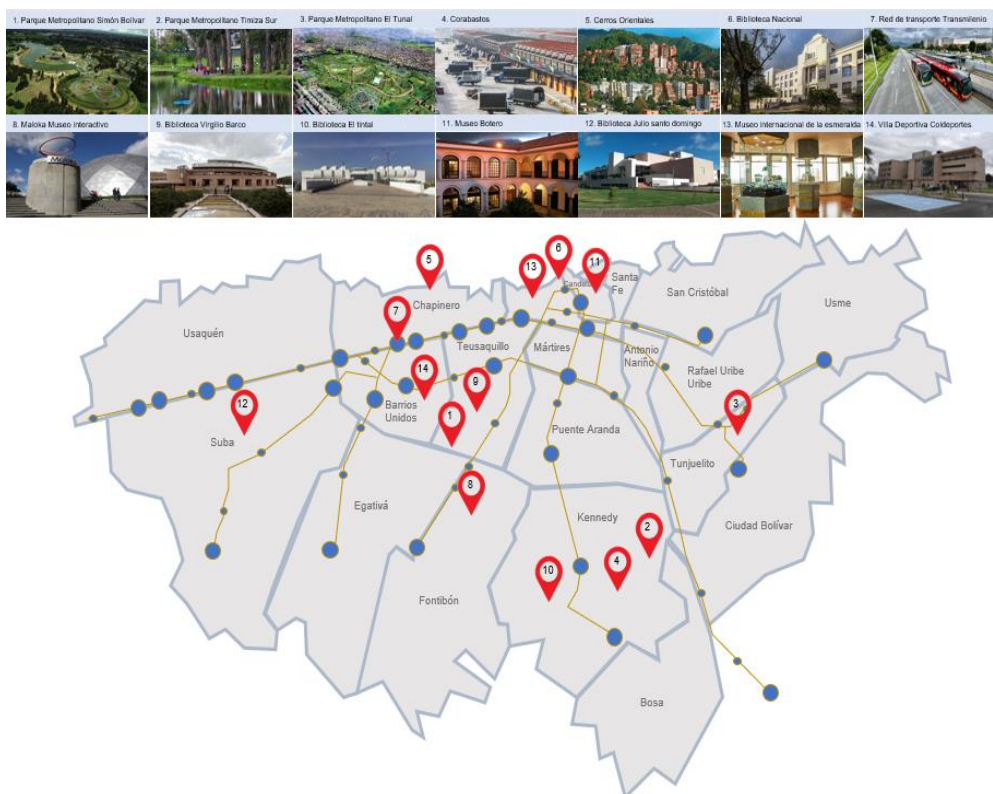 1. Parque Metropolitano Simón Bolívar
2. Parque Metropolitano Timiza Sur
3. Parque Metropolitano El Tunal
4. Corabastos
5. Cerros Orientales
6. Biblioteca Nacional
7. Red de transporte Transmilenio
8. Maloka Museo interactivo
9. Biblioteca Virgilio Barco
10. Biblioteca El tintal
11. Museo Botero
12. Biblioteca Julio santo domingo
13. Museo internacional de la esmeralda
14. Villa Deportiva Coldeportes
6
5
13
11
Santa
Fe
San Cristóbal
Usme
Chapinero
7
Usaquén
Teusaquillo
Mártires
Antonio
Nariño
Rafael Uribe
Uribe
14
9
12
Barrios
Unidos
1
3
Suba
Puente Aranda
Tunjuelito
8
Egativá
Kennedy
2
Ciudad Bolívar
10
4
Fontibón
Bosa